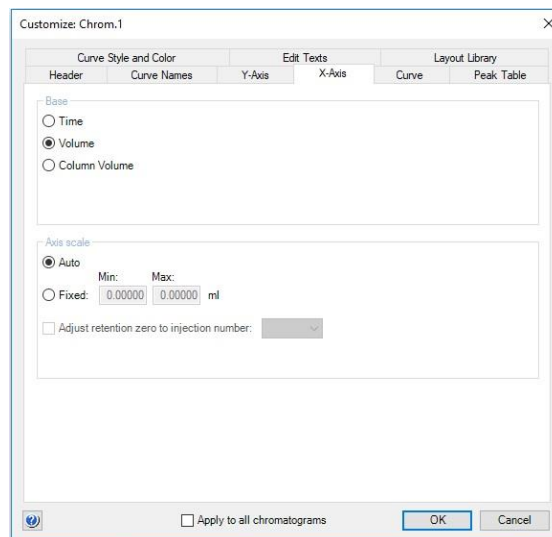 Customize: Chrom.1
Curve Style and Color Edit Texts Layout Library
Header Curve Names Y-Axis X-Axis Curve Peak Table
Base
Time
Volume
Column Volume
Axis scale
Auto
Min: Max:
Fixed: 0.00000 0.00000 ml
Adjust retention zero to injection number:
Apply to all chromatograms OK Cancel